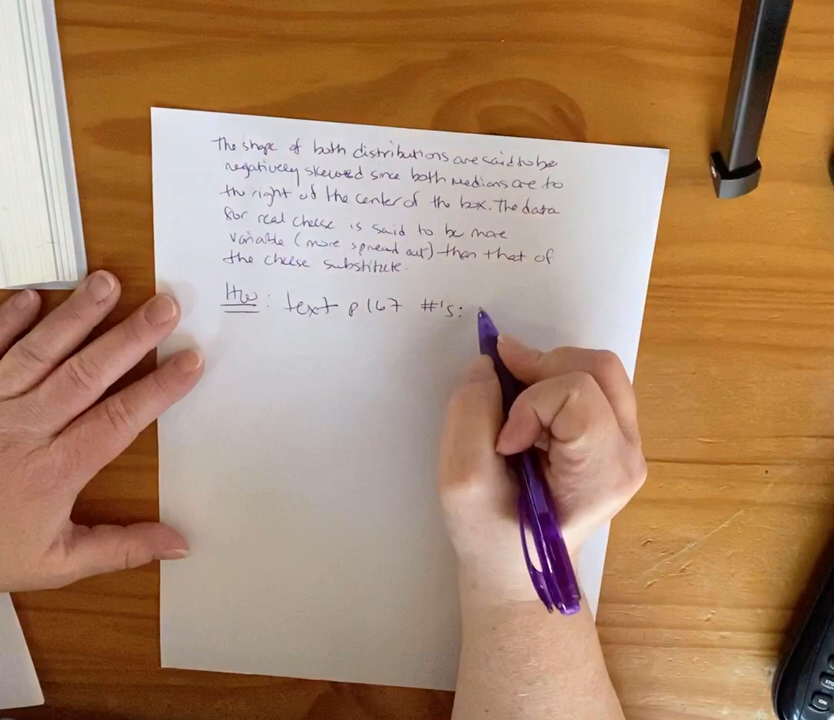 The shape of both distributions are said to be
negatively skewed since both medians are to
the right of the center of the box. The data
for real cheese is said to be more
variable (more spread out) than that of
the cheese substitute.
HW: text p 167 #'s: